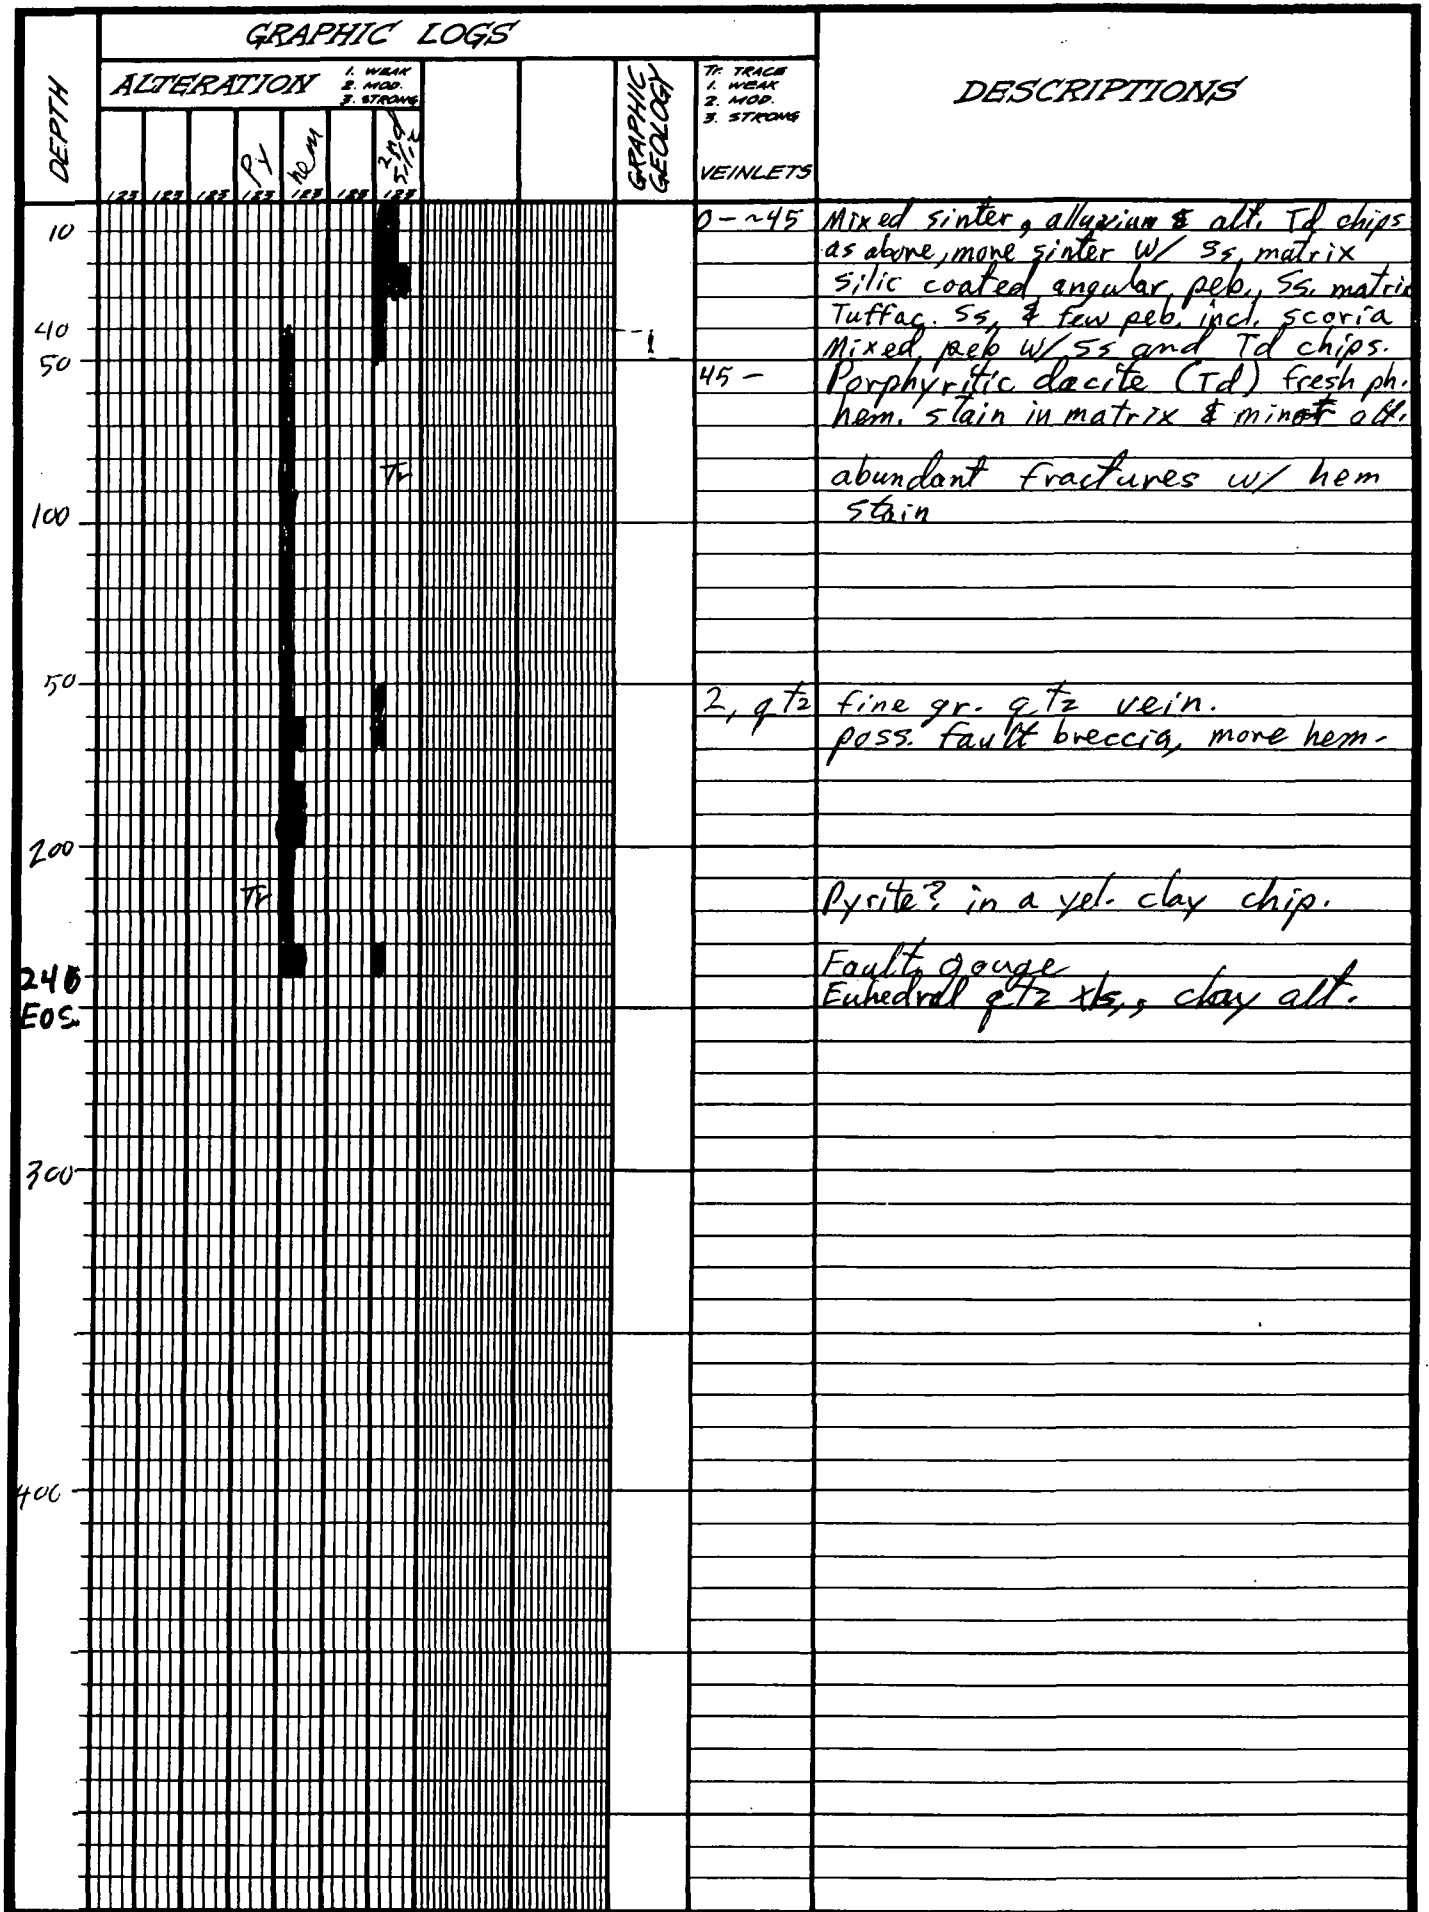 GRAPHIC LOGS
DEPTH
ALTERATION
1. WEAK
2. MOD.
3. STRONG
GRAPHIC
GEOLOGY
Tr. TRACE
1. WEAK
2. MOD.
3. STRONG
VEINLETS
DESCRIPTIONS
Py
hem
2nd
silic
123 123 123 123 123 123 123
10
0-~45
Mixed sinter, alluvium & alt. Td chips
as above, more sinter w/ ss, matrix
silic coated angular peb., ss. matrix
40
Tuffac. ss, & few peb. incl. scoria
50
Mixed peb w/ ss and Td chips.
45-
Porphyritic dacite (Td) fresh ph.
hem. stain in matrix & minor alt.
Tr
abundant fractures w/ hem
100
stain
50
2, qtz
fine gr. qtz vein.
poss. fault breccia, more hem.
200
Tr
Pyrite? in a yel. clay chip.
Fault gouge
Euhedral qtz xls, clay alt.
300
400